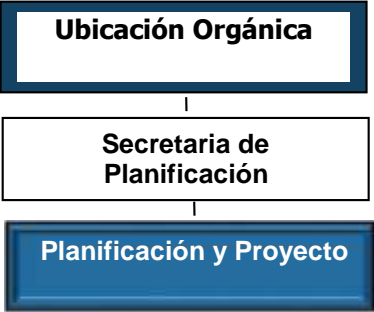 Ubicación Orgánica
Secretaria de
Planificación
Planificación y Proyecto